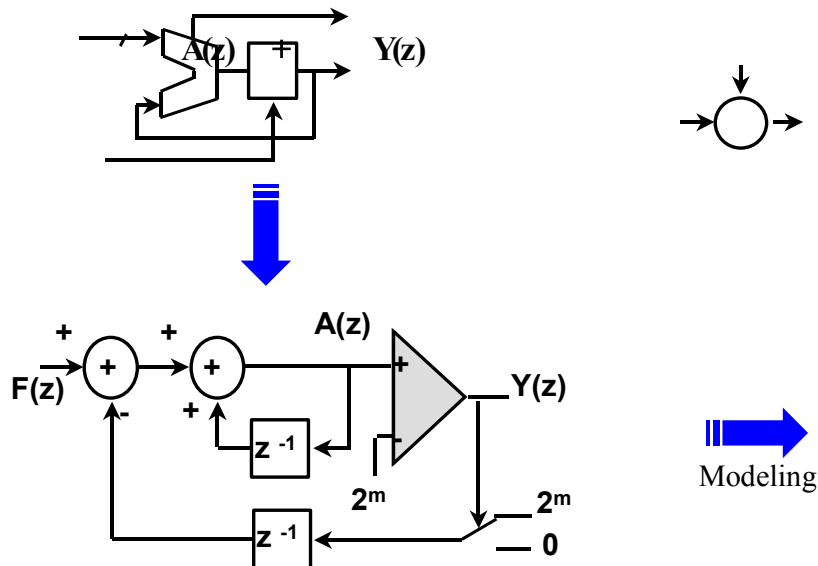 A(z) + Y(z)
+ + A(z)
+ + +
F(z) Y(z)
- + -
z -1
2ᵐ
Modeling
2ᵐ
z -1
0